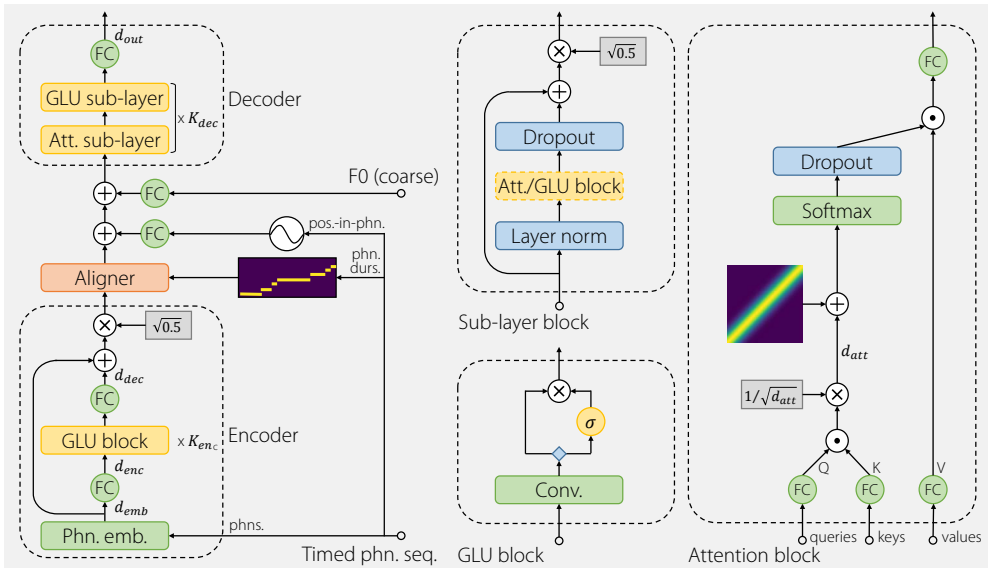 d_out
FC
GLU sub-layer
Att. sub-layer
x K_dec
Decoder
F0 (coarse)
FC
pos.-in-phn.
FC
phn.
durs.
Aligner
√0.5
d_dec
FC
GLU block
x K_enc
Encoder
d_enc
FC
d_emb
Phn. emb.
phns.
Timed phn. seq.
√0.5
Dropout
Att./GLU block
Layer norm
Sub-layer block
σ
Conv.
GLU block
FC
Dropout
Softmax
d_att
1/√d_att
Q
K
V
FC
FC
FC
queries
keys
values
Attention block